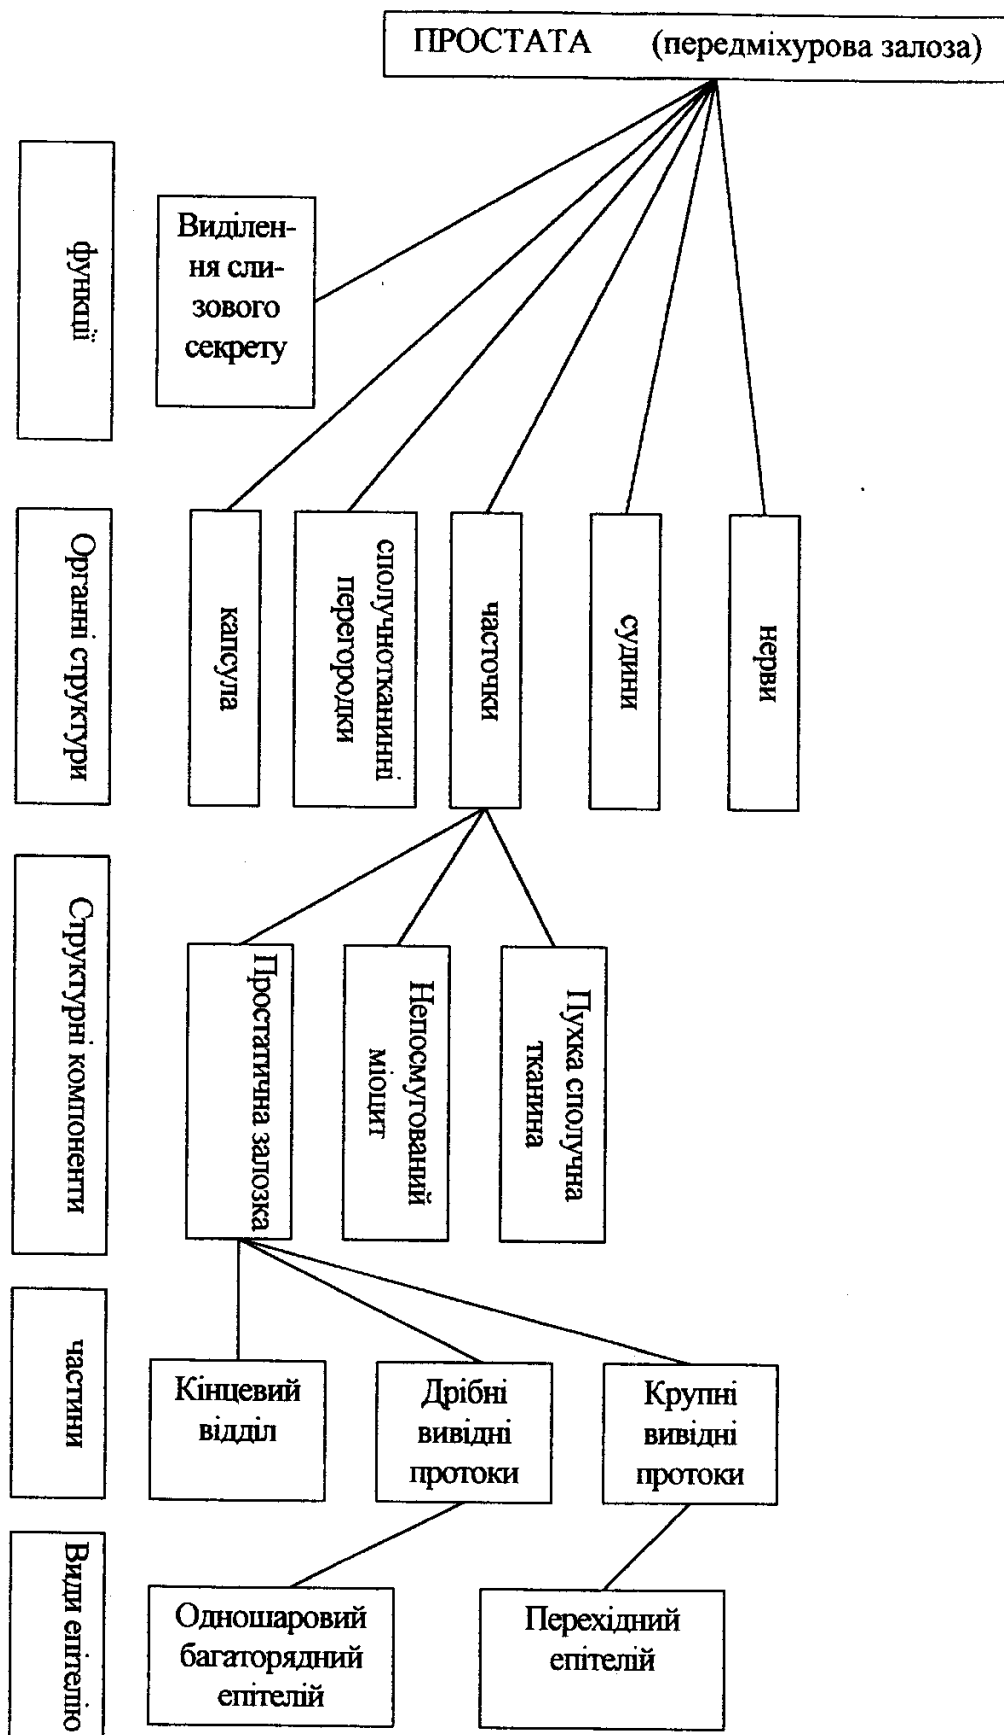 ПРОСТАТА (передміхурова залоза)
функції
Виділен-
ня сли-
зового
секрету
Органні структури
капсула
сполучнотканинні
перегородки
часточки
судини
нерви
Структурні компоненти
Простатична залозка
Непосмугований
міоцит
Пухка сполучна
тканина
частини
Кінцевий
відділ
Дрібні
вивідні
протоки
Крупні
вивідні
протоки
Види епітелію
Одношаровий
багаторядний
епітелій
Перехідний
епітелій